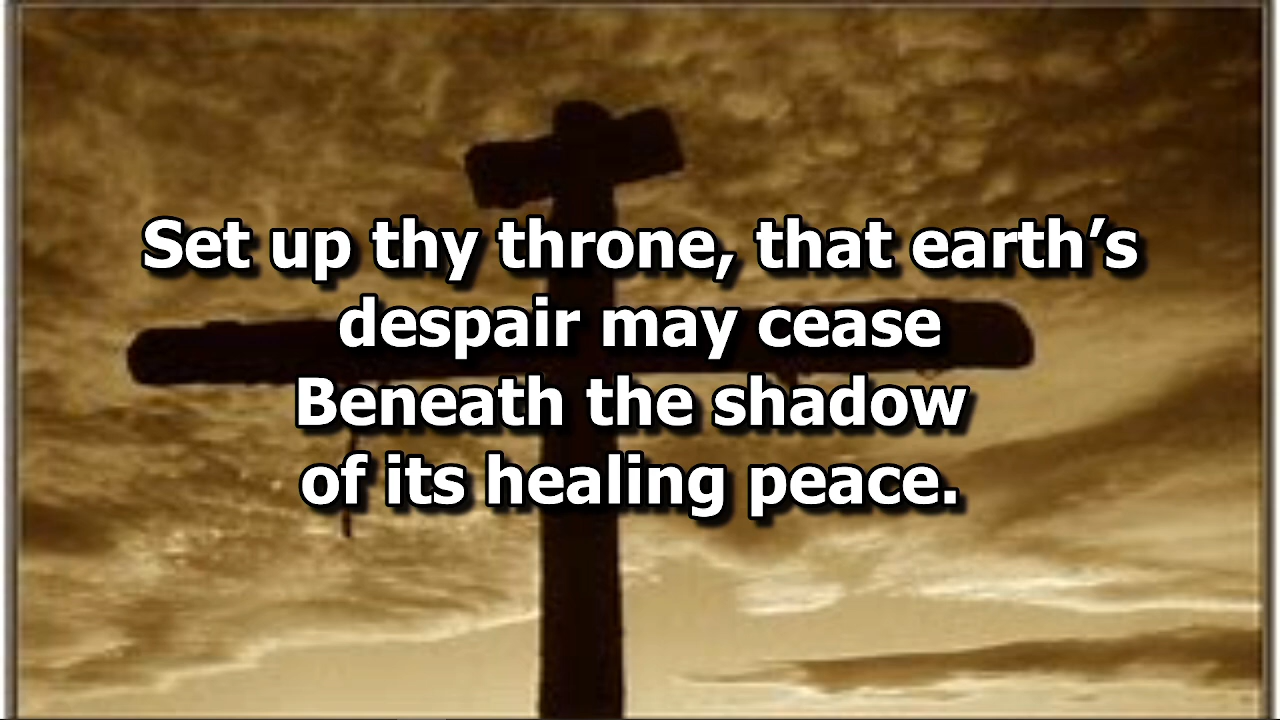 Set up thy throne, that earth’s
despair may cease
Beneath the shadow
of its healing peace.